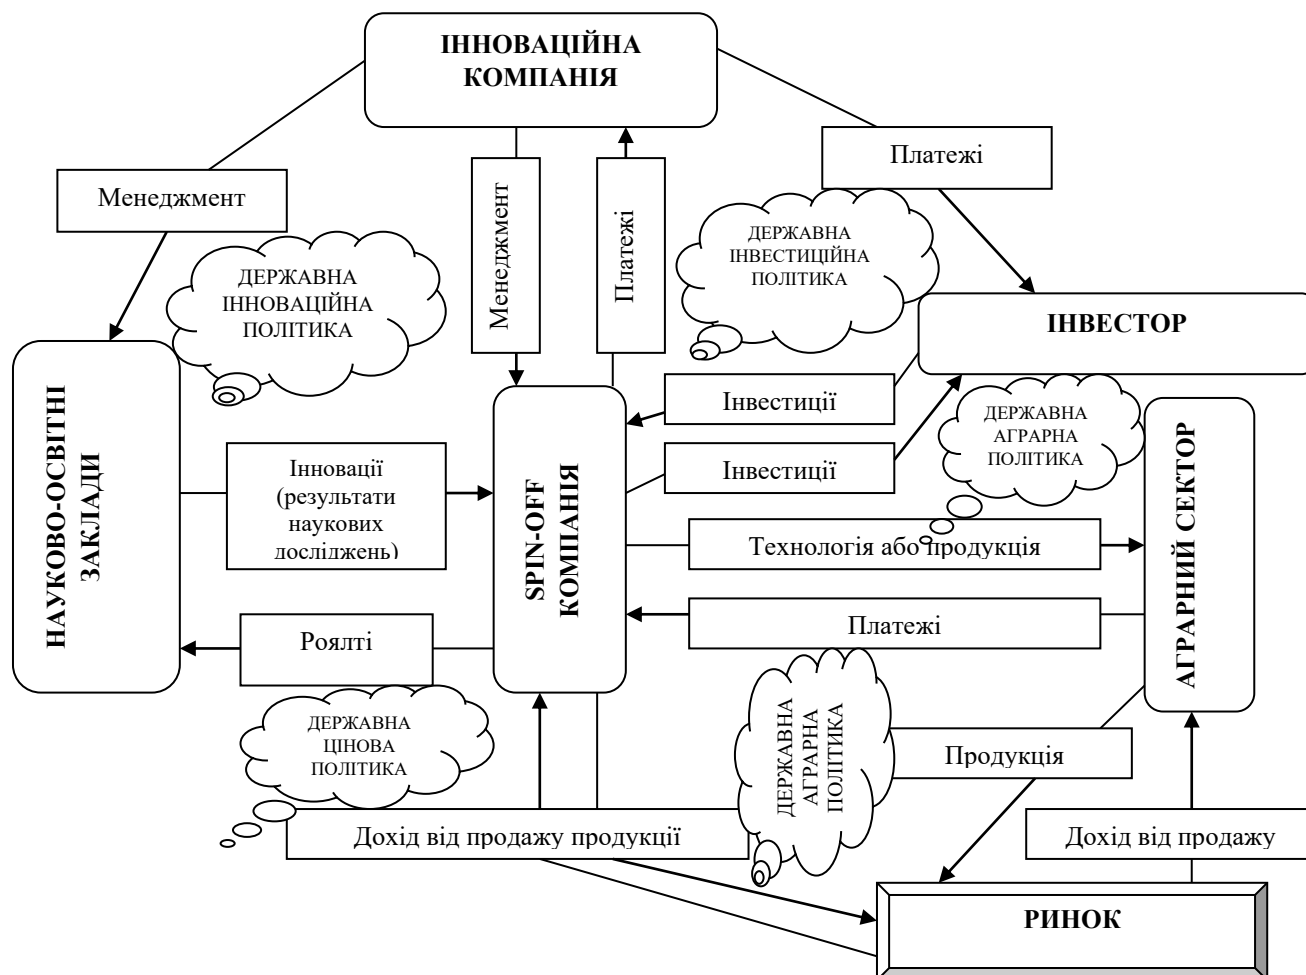 ІННОВАЦІЙНА
КОМПАНІЯ
Менеджмент
Менеджмент
Платежі
Платежі
ДЕРЖАВНА
ІННОВАЦІЙНА
ПОЛІТИКА
ДЕРЖАВНА
ІНВЕСТИЦІЙНА
ПОЛІТИКА
ІНВЕСТОР
НАУКОВО-ОСВІТНІ
ЗАКЛАДИ
Інновації
(результати
наукових
досліджень)
SPIN-OFF
КОМПАНІЯ
Інвестиції
Інвестиції
ДЕРЖАВНА
АГРАРНА
ПОЛІТИКА
Технологія або продукція
АГРАРНИЙ СЕКТОР
Роялті
Платежі
ДЕРЖАВНА
ЦІНОВА
ПОЛІТИКА
ДЕРЖАВНА
АГРАРНА
ПОЛІТИКА
Продукція
Дохід від продажу продукції
Дохід від продажу
РИНОК